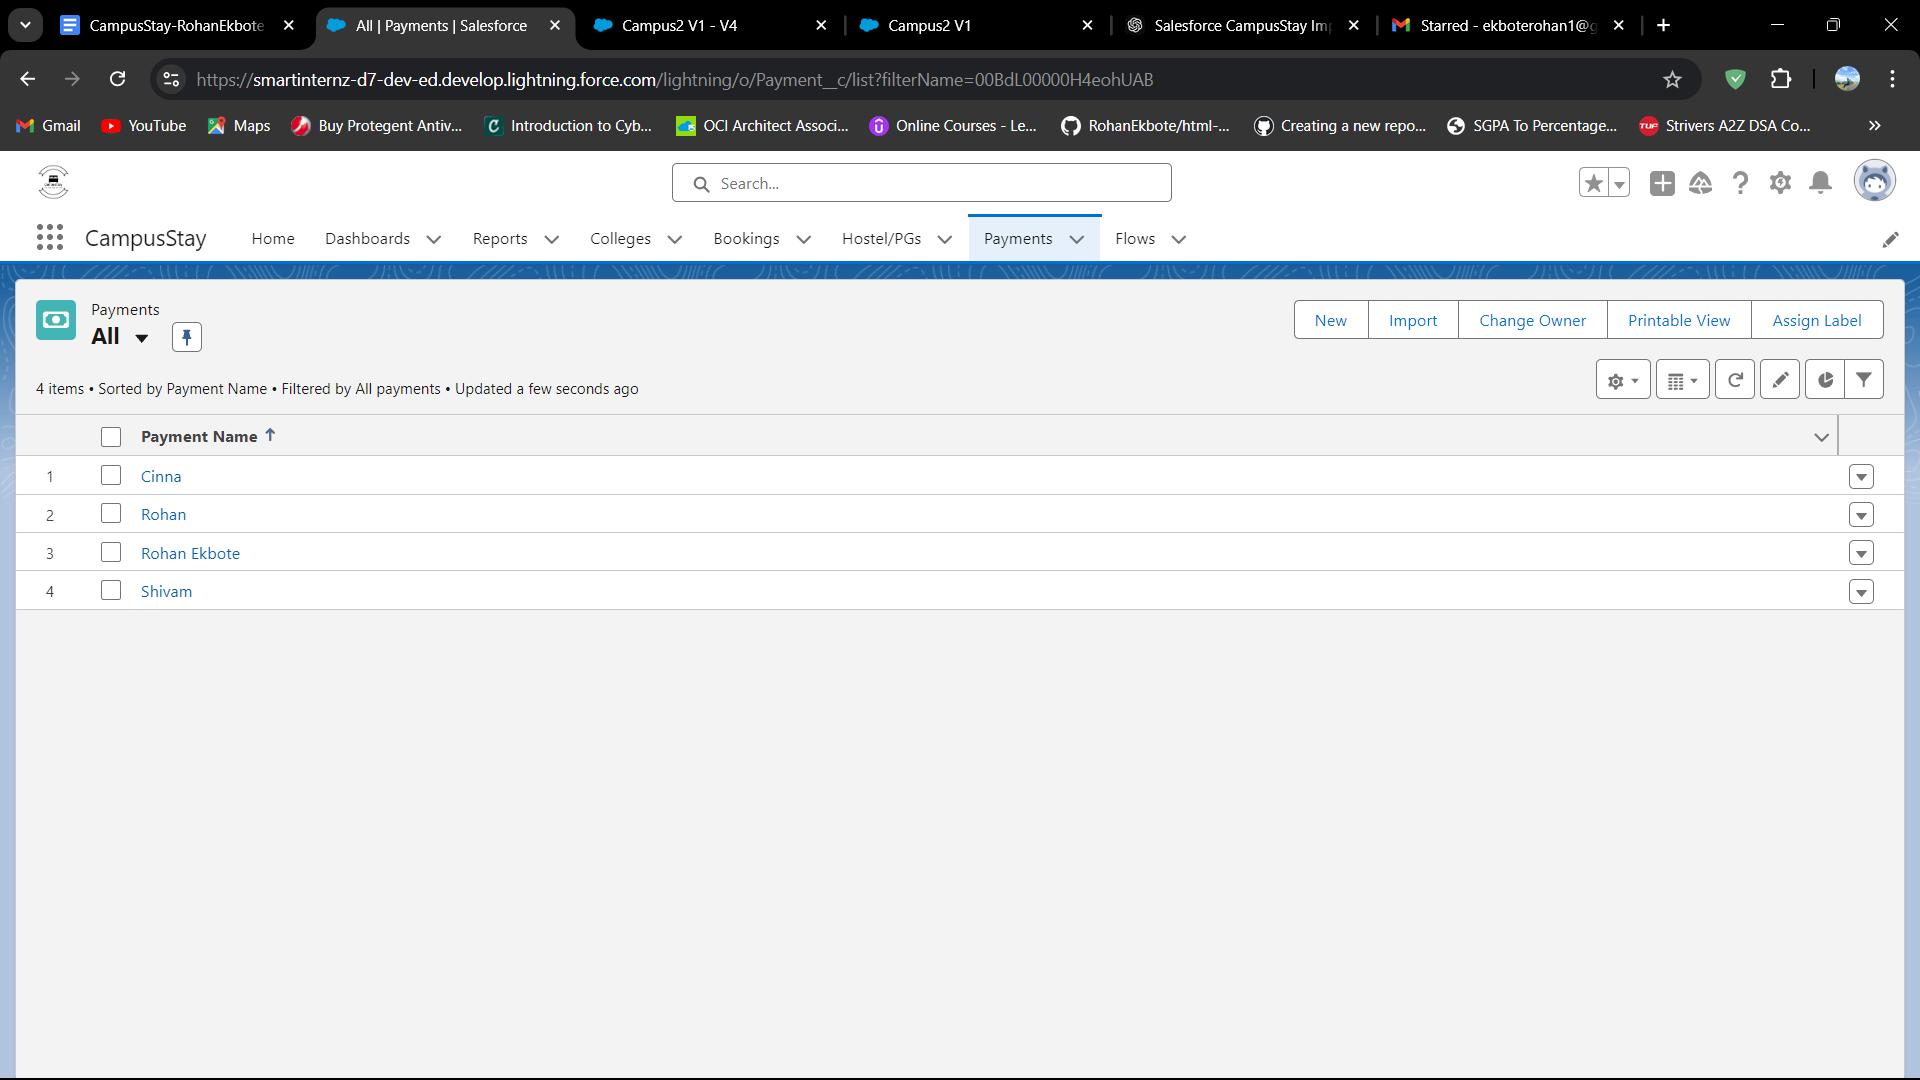 CampusStay-RohanEkbote
All | Payments | Salesforce
Campus2 V1 - V4
Campus2 V1
Salesforce CampusStay Im
Starred - ekboterohan1@g
https://smartinternz-d7-dev-ed.develop.lightning.force.com/lightning/o/Payment__c/list?filterName=00BdL00000H4eohUAB
Gmail
YouTube
Maps
Buy Protegent Antiv...
Introduction to Cyb...
OCI Architect Associ...
Online Courses - Le...
RohanEkbote/html-...
Creating a new repo...
SGPA To Percentage...
TUF
Strivers A2Z DSA Co...
Search...
CampusStay
Home
Dashboards
Reports
Colleges
Bookings
Hostel/PGs
Payments
Flows
Payments
All
New
Import
Change Owner
Printable View
Assign Label
4 items • Sorted by Payment Name • Filtered by All payments • Updated a few seconds ago
Payment Name
1 Cinna
2 Rohan
3 Rohan Ekbote
4 Shivam